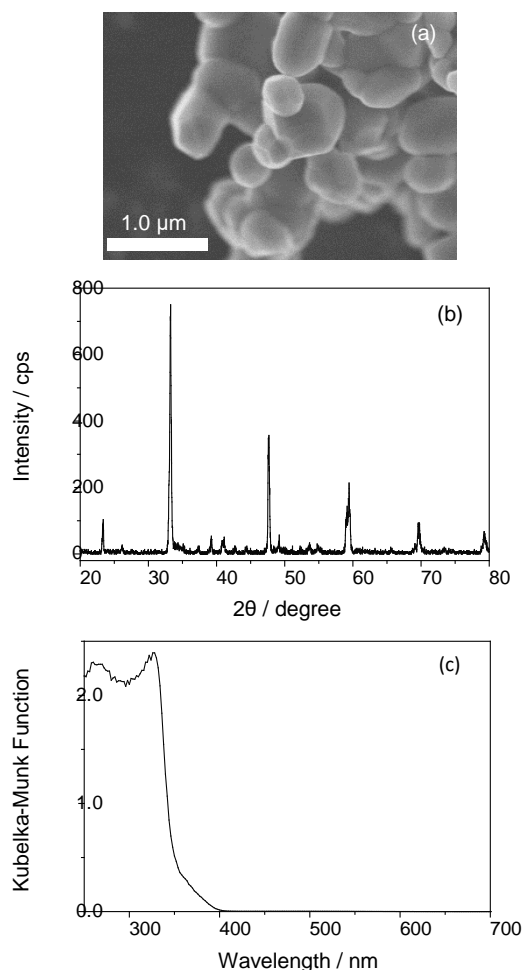 (a)
1.0 µm
(b)
Intensity / cps
800
600
400
200
0
20 30 40 50 60 70 80
2θ / degree
(c)
Kubelka-Munk Function
2.0
1.0
0.0
300 400 500 600 700
Wavelength / nm